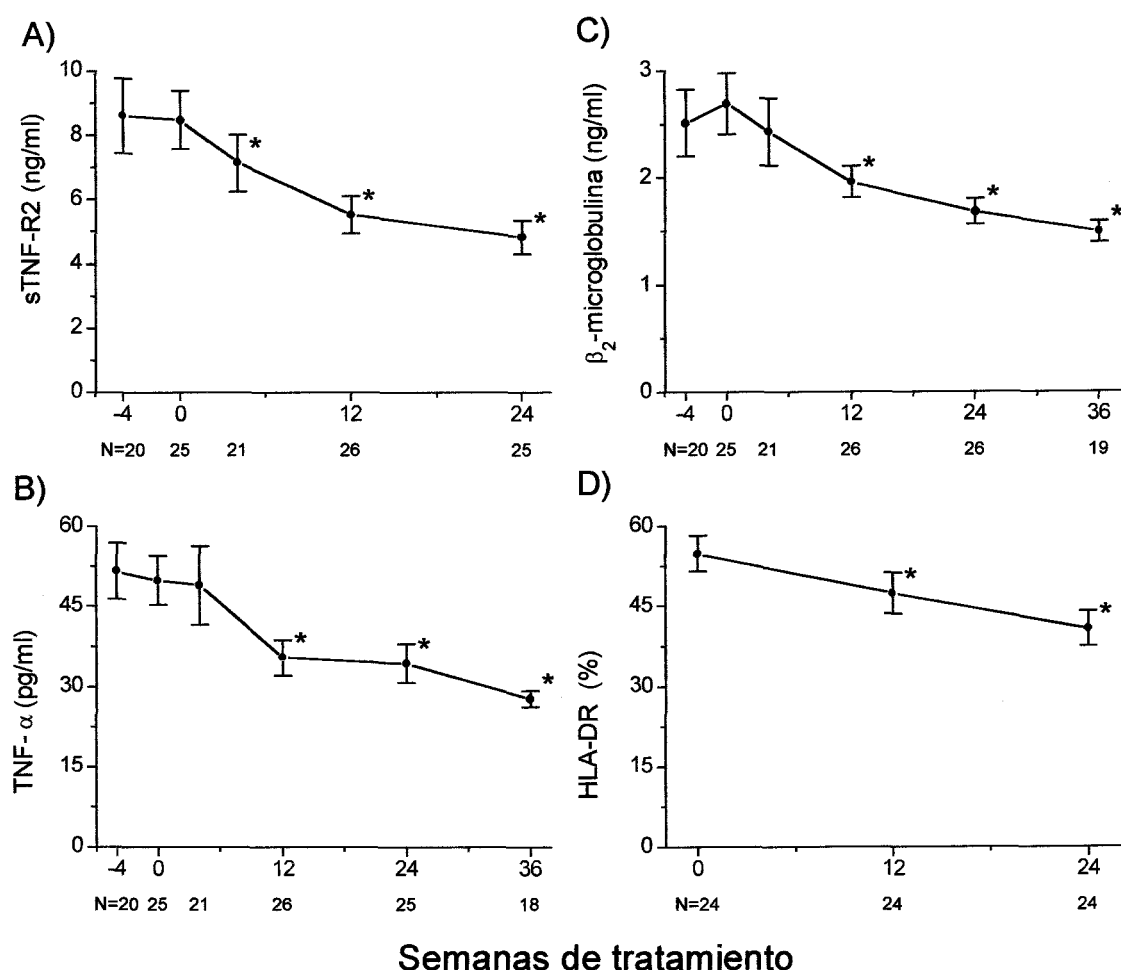 A)
10
8
6
4
2
0
sTNF-R2 (ng/ml)
*
*
*
-4 0 12 24
N=20 25 21 26 25
C)
3
2
1
0
β₂-microglobulina (ng/ml)
*
*
*
-4 0 12 24 36
N=20 25 21 26 26 19
B)
60
45
30
15
0
TNF- α (pg/ml)
*
*
*
-4 0 12 24 36
N=20 25 21 26 25 18
D)
60
45
30
15
0
HLA-DR (%)
*
*
0 12 24
N=24 24 24
Semanas de tratamiento